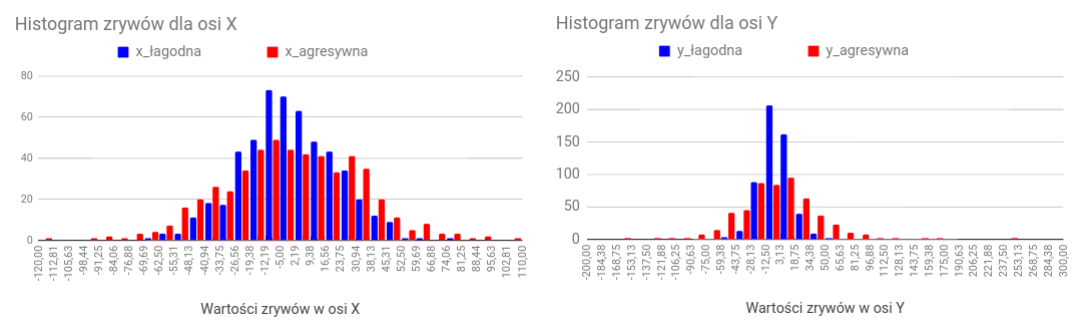 Histogram zrywów dla osi X
x_łagodna x_agresywna
80
60
40
20
0
-120,00 -112,81 -105,63 -98,44 -91,25 -84,06 -76,88 -69,69 -62,50 -55,31 -48,13 -40,94 -33,75 -26,56 -19,38 -12,19 -5,00 2,19 9,38 16,56 23,75 30,94 38,13 45,31 52,50 59,69 66,88 74,06 81,25 88,44 95,63 102,81 110,00
Wartości zrywów w osi X
Histogram zrywów dla osi Y
y_łagodna y_agresywna
250
200
150
100
50
0
-200,00 -184,38 -168,75 -153,13 -137,50 -121,88 -106,25 -90,63 -75,00 -59,38 -43,75 -28,13 -12,50 3,13 18,75 34,38 50,00 65,63 81,25 96,88 112,50 128,13 143,75 159,38 175,00 190,63 206,25 221,88 237,50 253,13 268,75 284,38 300,00
Wartości zrywów w osi Y